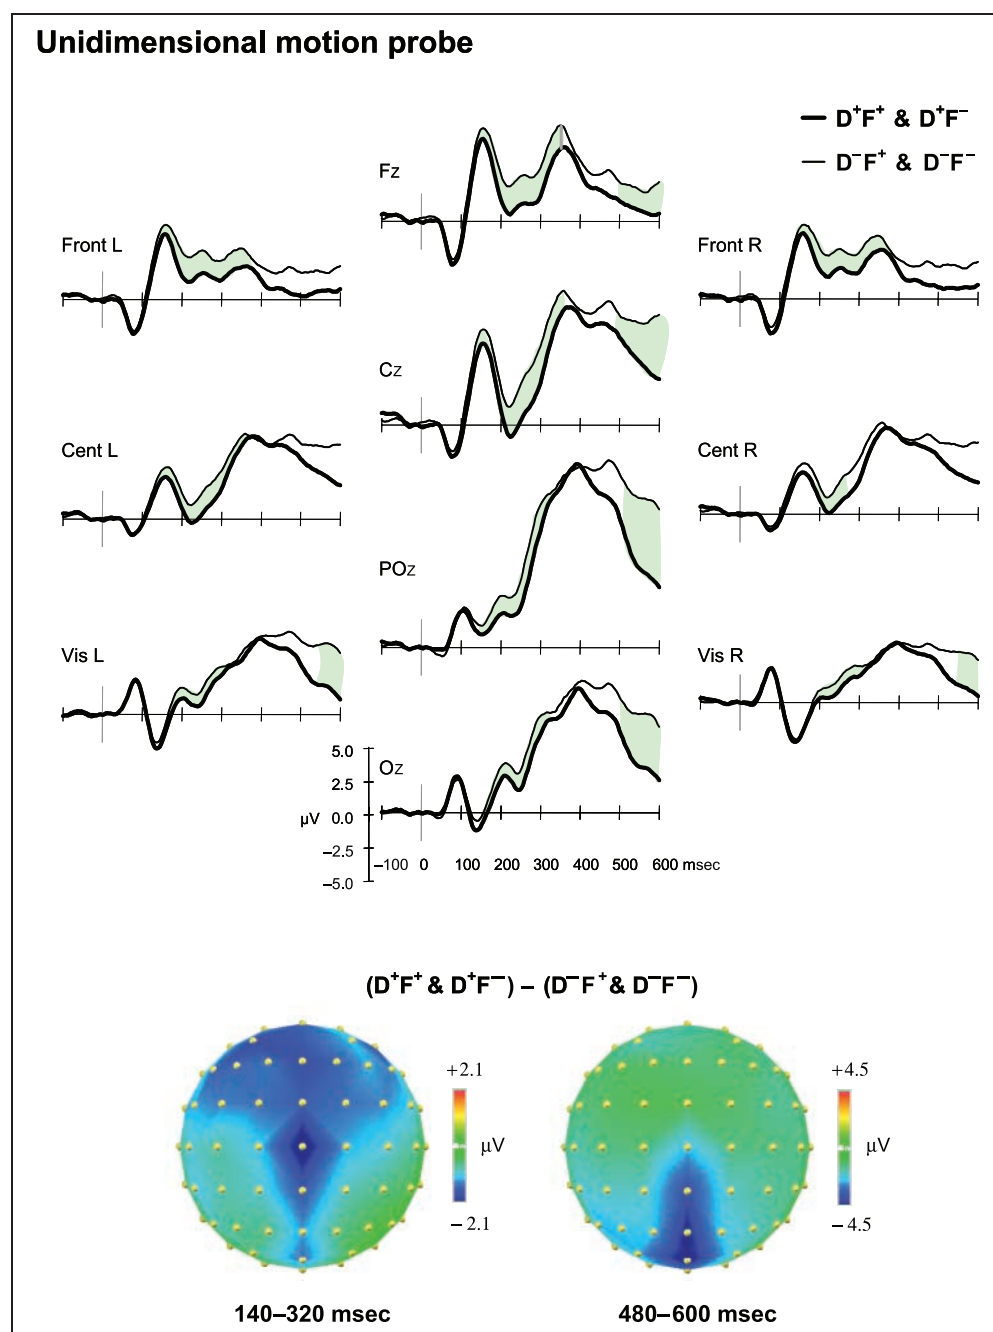 Unidimensional motion probe
D⁺F⁺ & D⁺F⁻
D⁻F⁺ & D⁻F⁻
Fz
Front L
Front R
Cz
Cent L
Cent R
POz
Vis L
Vis R
Oz
5.0
2.5
µV 0.0
−2.5
−5.0
−100 0 100 200 300 400 500 600 msec
(D⁺F⁺ & D⁺F⁻) – (D⁻F⁺ & D⁻F⁻)
+2.1
µV
−2.1
+4.5
µV
−4.5
140–320 msec
480–600 msec